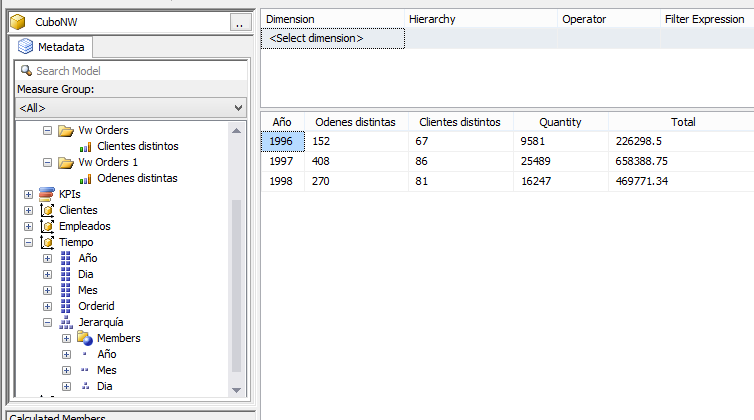 CuboNW
..
Metadata
Search Model
Measure Group:
<All>
Vw Orders
Clientes distintos
Vw Orders 1
Odenes distintas
KPIs
Clientes
Empleados
Tiempo
Año
Dia
Mes
Orderid
Jerarquía
Members
Año
Mes
Dia
Calculated Members
Dimension Hierarchy Operator Filter Expression
<Select dimension>
Año Odenes distintas Clientes distintos Quantity Total
1996 152 67 9581 226298.5
1997 408 86 25489 658388.75
1998 270 81 16247 469771.34